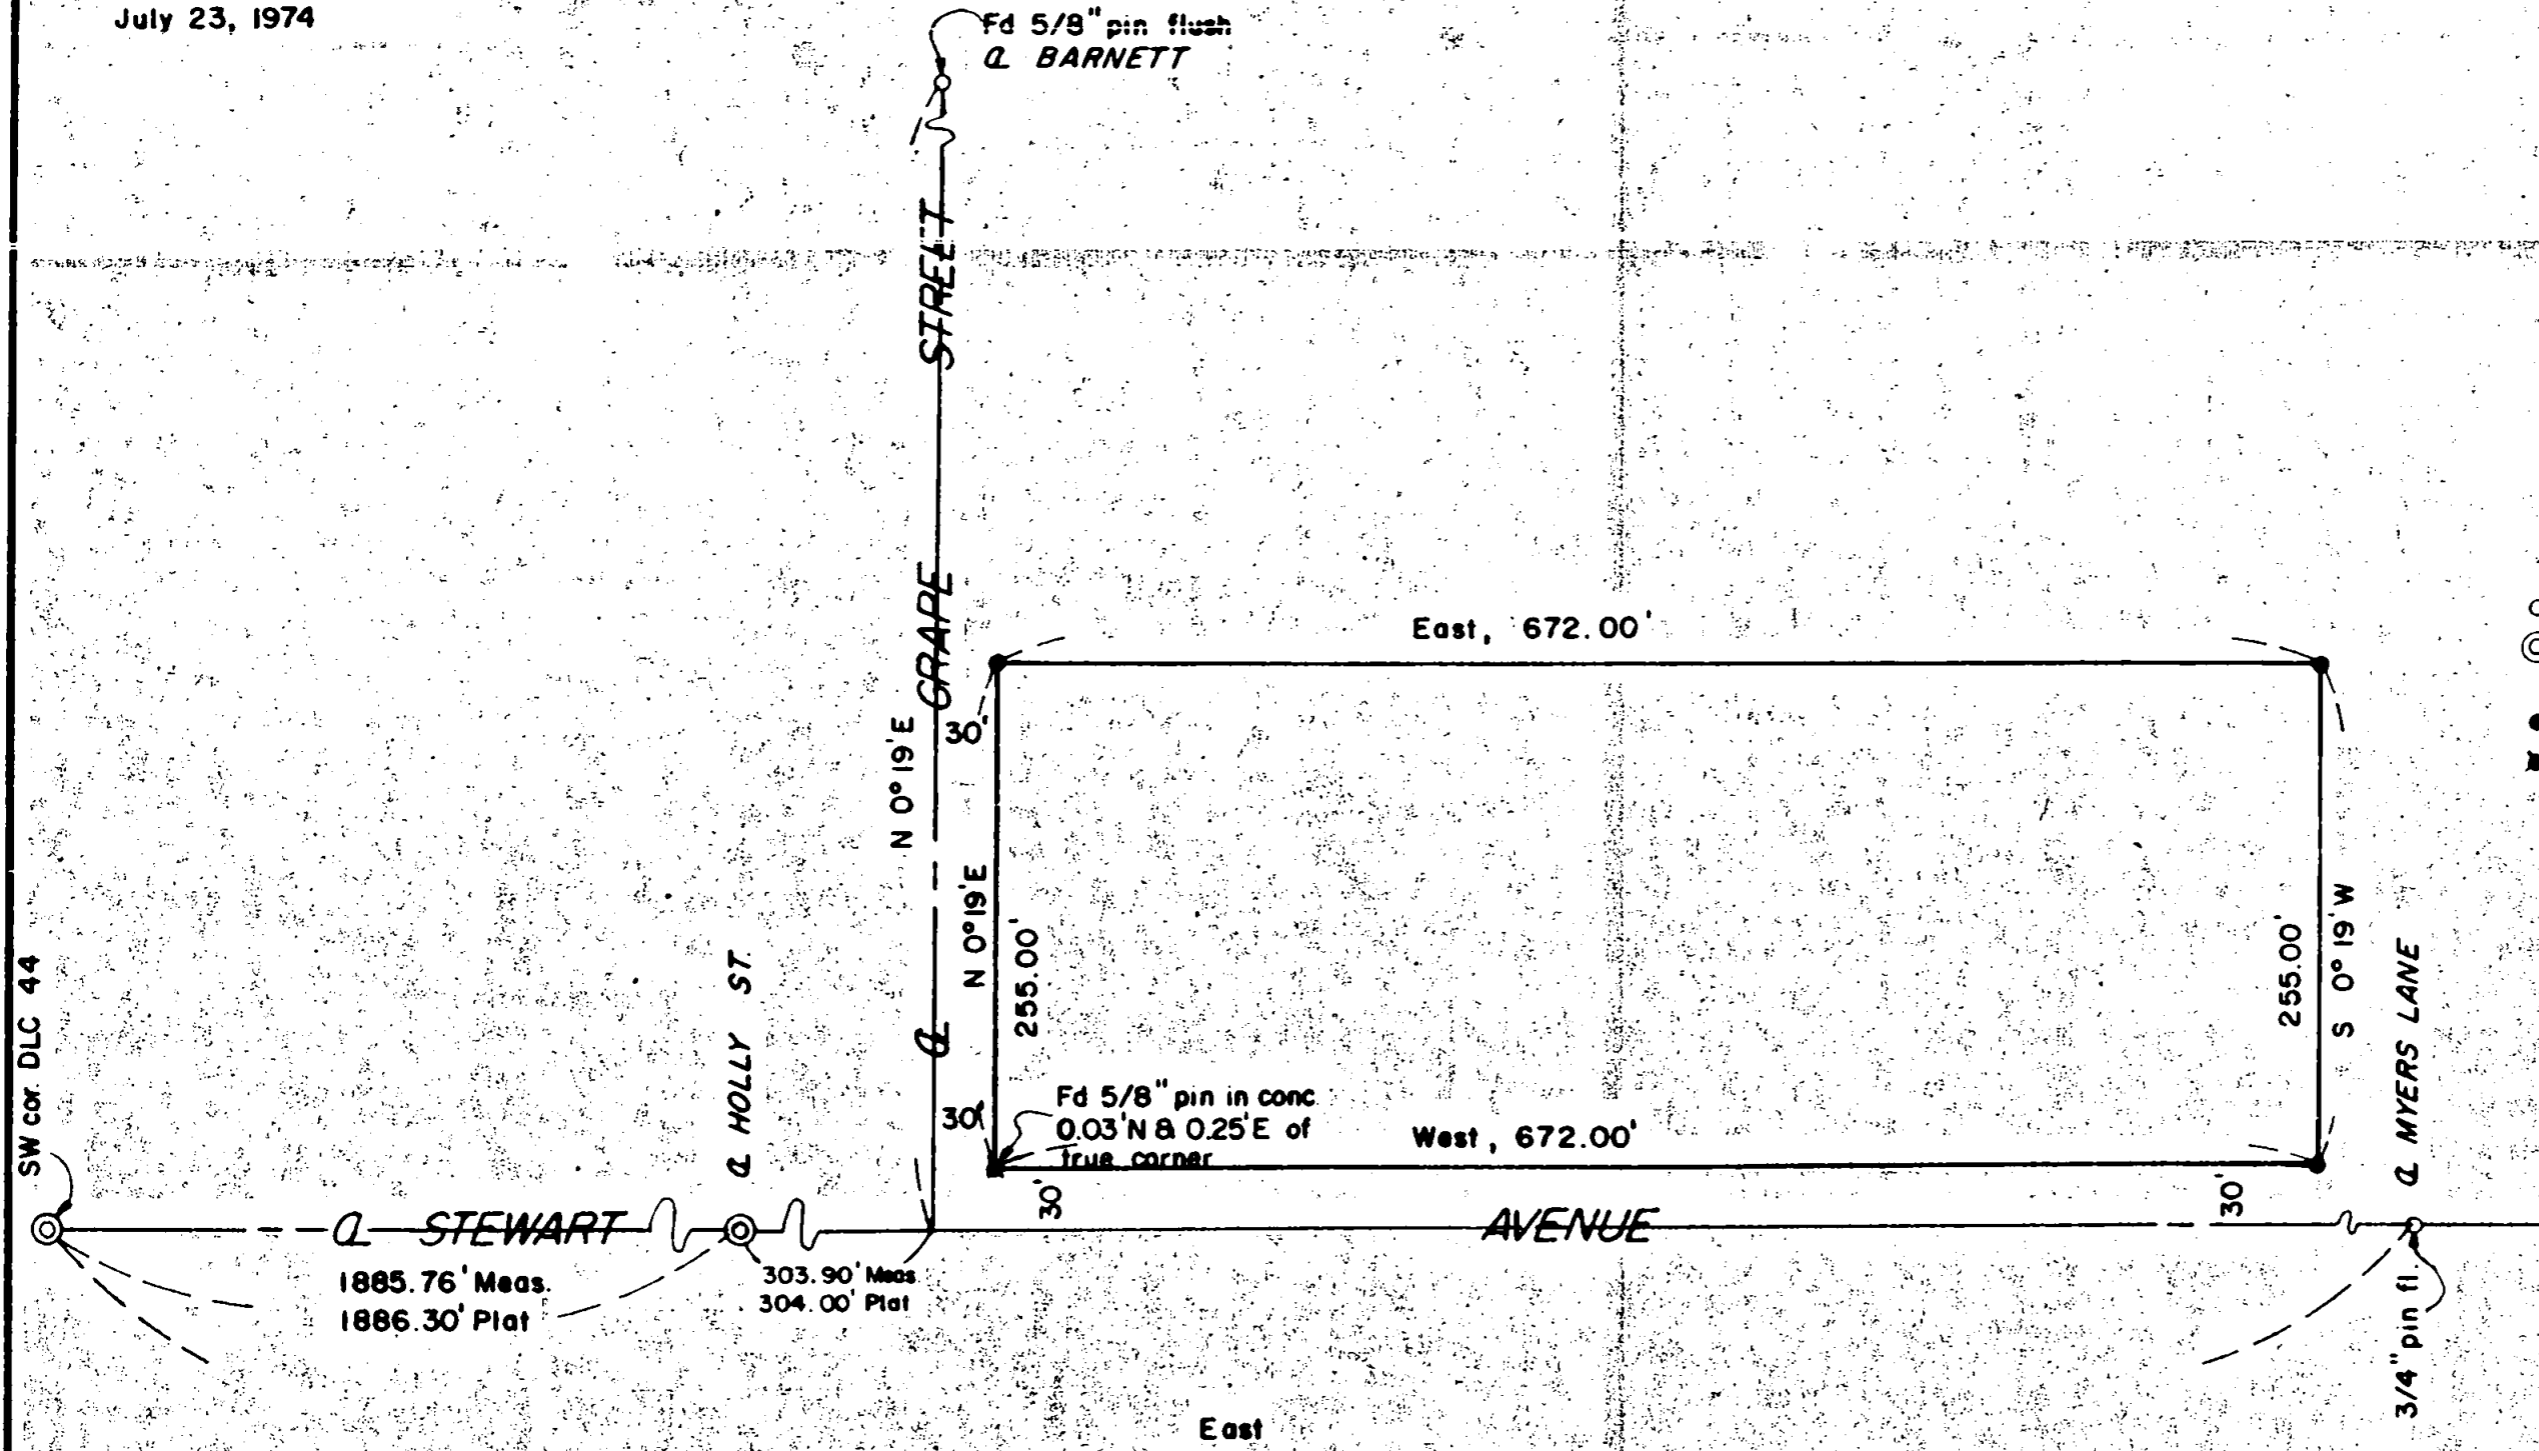 July 23, 1974
Fd 5/8" pin flush
℄ BARNETT
STREET
GRAPE
East, 672.00'
30'
N 0° 19' E
N 0° 19' E
255.00'
255.00'
S 0° 19' W
℄ MYERS LANE
SW cor. DLC 44
℄ HOLLY ST.
℄
30'
Fd 5/8" pin in conc.
0.03' N & 0.25' E of
true corner
West, 672.00'
30'
30'
℄ STEWART
AVENUE
1885.76' Meas.
1886.30' Plat
303.90' Meas.
304.00' Plat
3/4" pin fl.
East